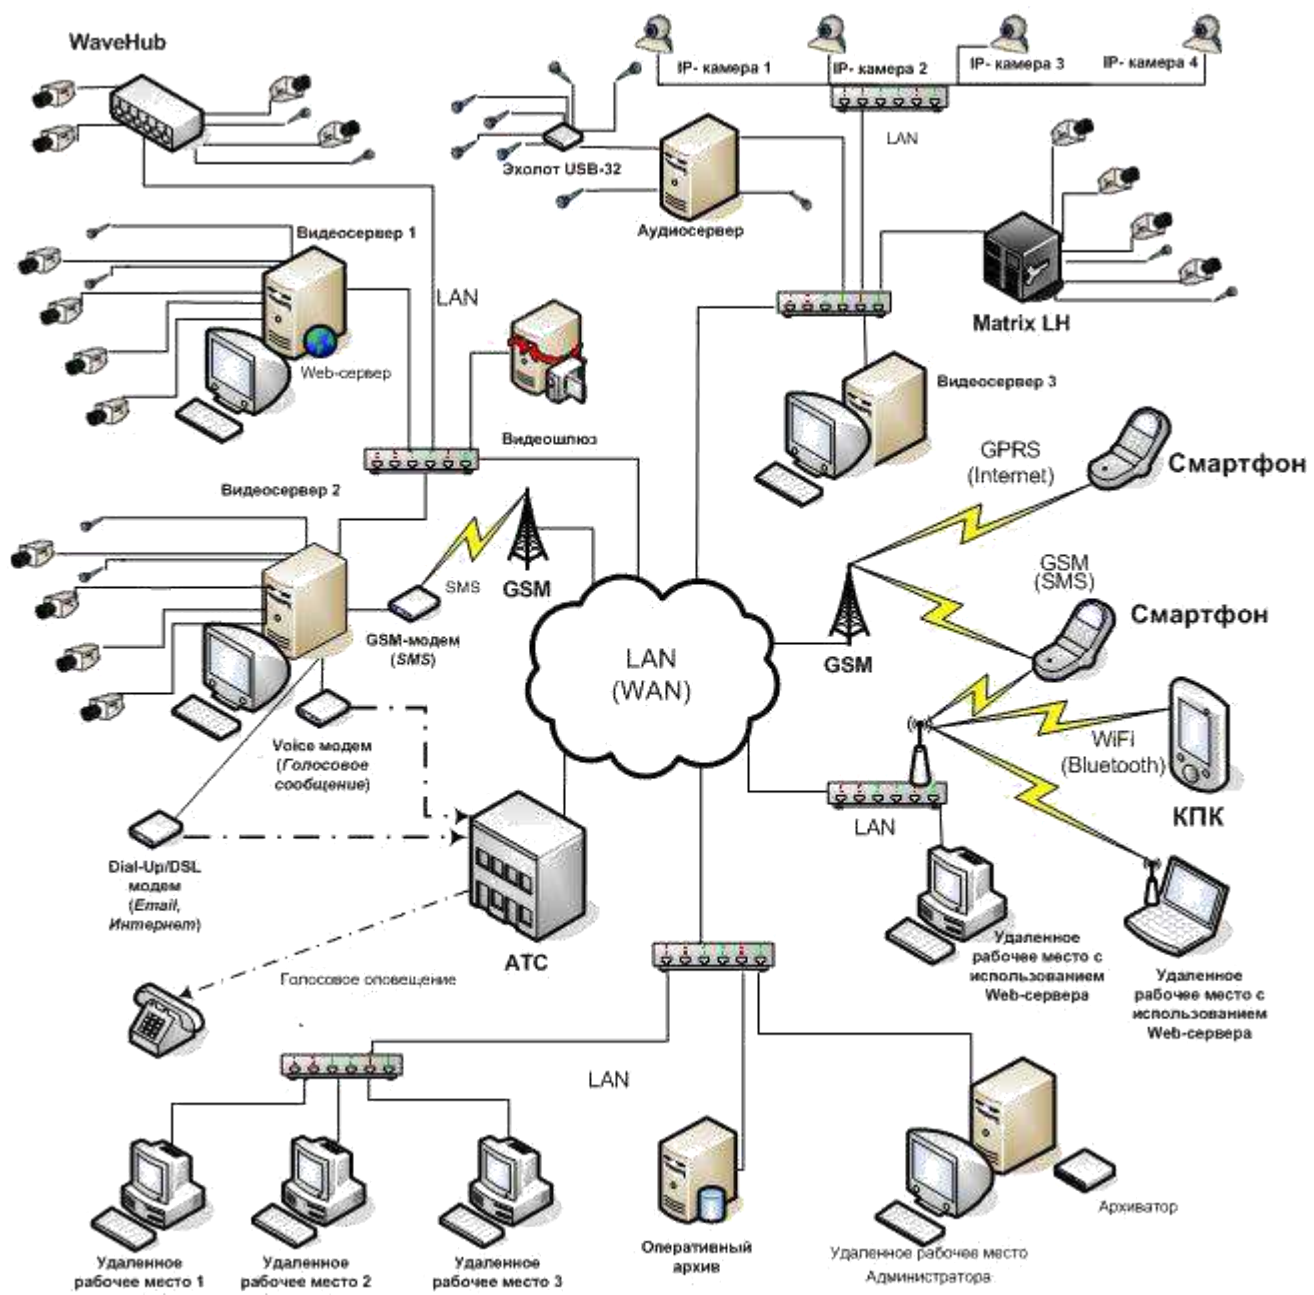 WaveHub
IP- камера 1
IP- камера 2
IP- камера 3
IP- камера 4
LAN
Эхолот USB-32
Аудиосервер
Matrix LH
Видеосервер 1
LAN
Web-сервер
Видеошлюз
Видеосервер 3
GPRS
(Internet)
Смартфон
Видеосервер 2
SMS
GSM
GSM-модем
(SMS)
GSM
(SMS)
Смартфон
GSM
LAN
(WAN)
Voice модем
(Голосовое
сообщение)
WiFi
(Bluetooth)
КПК
LAN
Dial-Up/DSL
модем
(Email,
Интернет)
АТС
Голосовое оповещение
Удаленное
рабочее место с
использованием
Web-сервера
Удаленное
рабочее место с
использованием
Web-сервера
LAN
Удаленное
рабочее место 1
Удаленное
рабочее место 2
Удаленное
рабочее место 3
Оперативный
архив
Архиватор
Удаленное рабочее место
Администратора